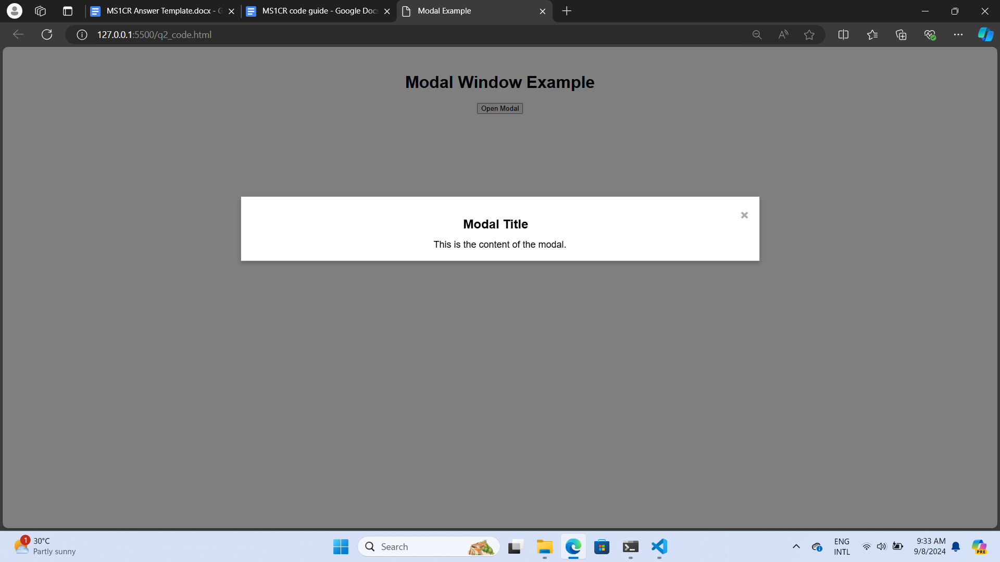 MS1CR Answer Template.docx - G
MS1CR code guide - Google Docs
Modal Example
127.0.0.1:5500/q2_code.html
Modal Window Example
Open Modal
Modal Title
This is the content of the modal.
1
30°C
Partly sunny
Search
ENG
INTL
9:33 AM
9/8/2024
PRE